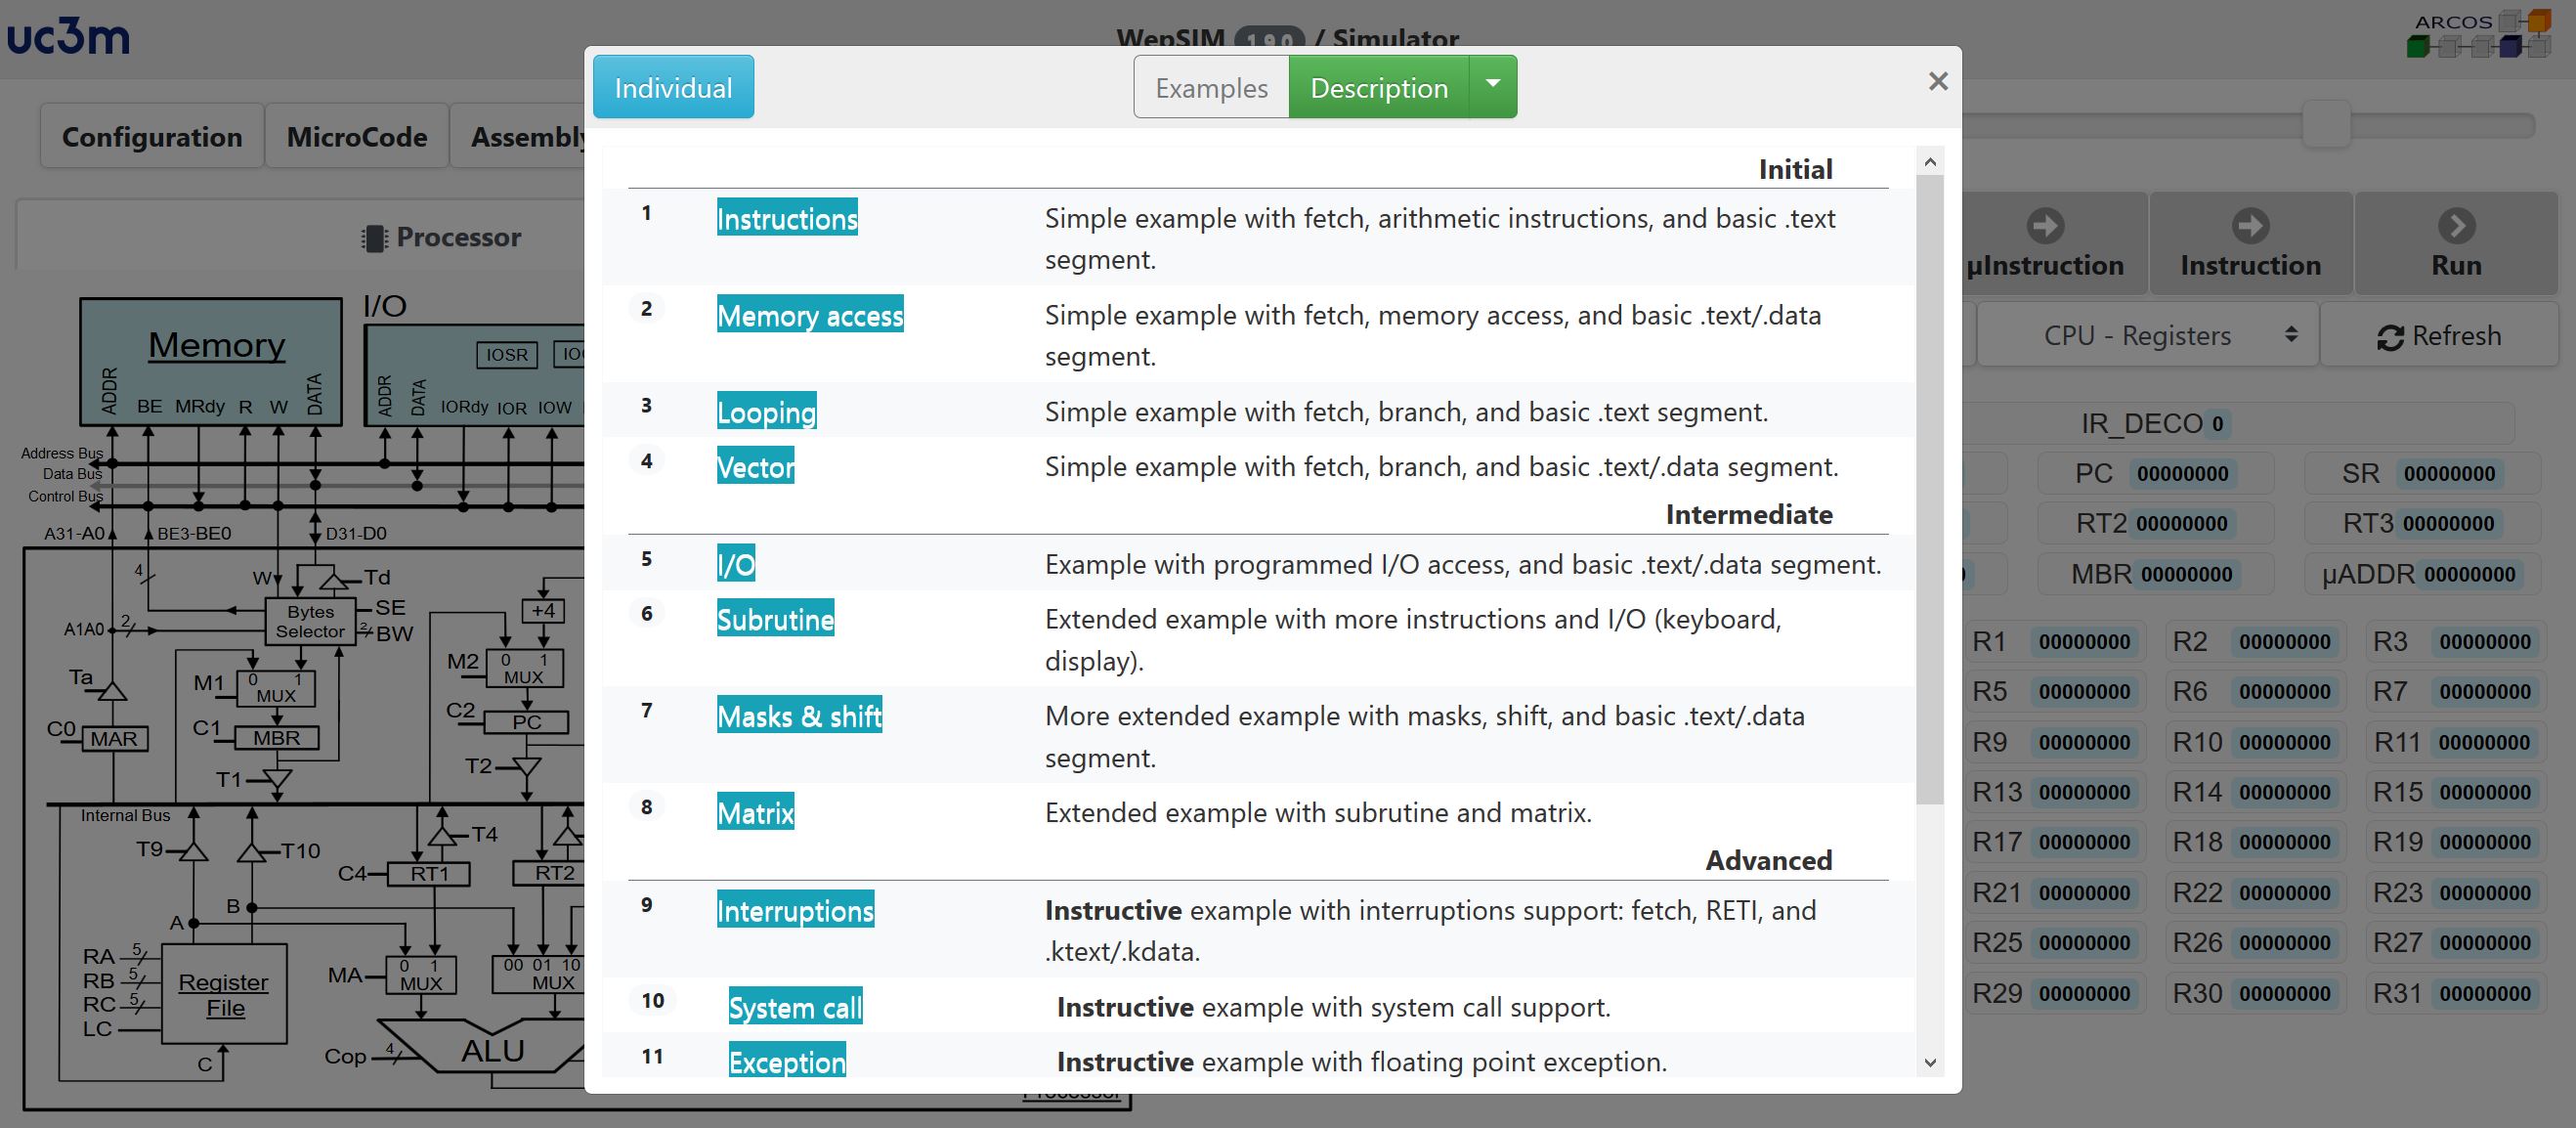 uc3m
WepSIM 1.9.0 / Simulator
ARCOS
Individual
Examples
Description
×
Configuration
MicroCode
Assembly
Initial
1 Instructions Simple example with fetch, arithmetic instructions, and basic .text
segment.
2 Memory access Simple example with fetch, memory access, and basic .text/.data
segment.
3 Looping Simple example with fetch, branch, and basic .text segment.
4 Vector Simple example with fetch, branch, and basic .text/.data segment.
Intermediate
5 I/O Example with programmed I/O access, and basic .text/.data segment.
6 Subrutine Extended example with more instructions and I/O (keyboard,
display).
7 Masks & shift More extended example with masks, shift, and basic .text/.data
segment.
8 Matrix Extended example with subrutine and matrix.
Advanced
9 Interruptions Instructive example with interruptions support: fetch, RETI, and
.ktext/.kdata.
10 System call Instructive example with system call support.
11 Exception Instructive example with floating point exception.
Processor
I/O
Memory
IOSR
ADDR BE MRdy R W DATA
ADDR DATA IORdy IOR IOW
Address Bus
Data Bus
Control Bus
A31-A0 BE3-BE0 D31-D0
4 W Td
Bytes
Selector
SE
2 BW
A1A0 2
+4
Ta
M1 0 1
MUX
M2 0 1
MUX
C0 MAR
C1 MBR
C2 PC
T1
T2
Internal Bus
T9
T10
T4
C4 RT1
RT2
A
B
RA 5
RB 5
RC 5
LC
Register
File
C
MA 0 1
MUX
00 01 10
MUX
Cop 4
ALU
Processor
µInstruction
Instruction
Run
CPU - Registers
Refresh
IR_DECO 0
PC 00000000 SR 00000000
RT2 00000000 RT3 00000000
MBR 00000000 µADDR 00000000
R1 00000000 R2 00000000 R3 00000000
R5 00000000 R6 00000000 R7 00000000
R9 00000000 R10 00000000 R11 00000000
R13 00000000 R14 00000000 R15 00000000
R17 00000000 R18 00000000 R19 00000000
R21 00000000 R22 00000000 R23 00000000
R25 00000000 R26 00000000 R27 00000000
R29 00000000 R30 00000000 R31 00000000